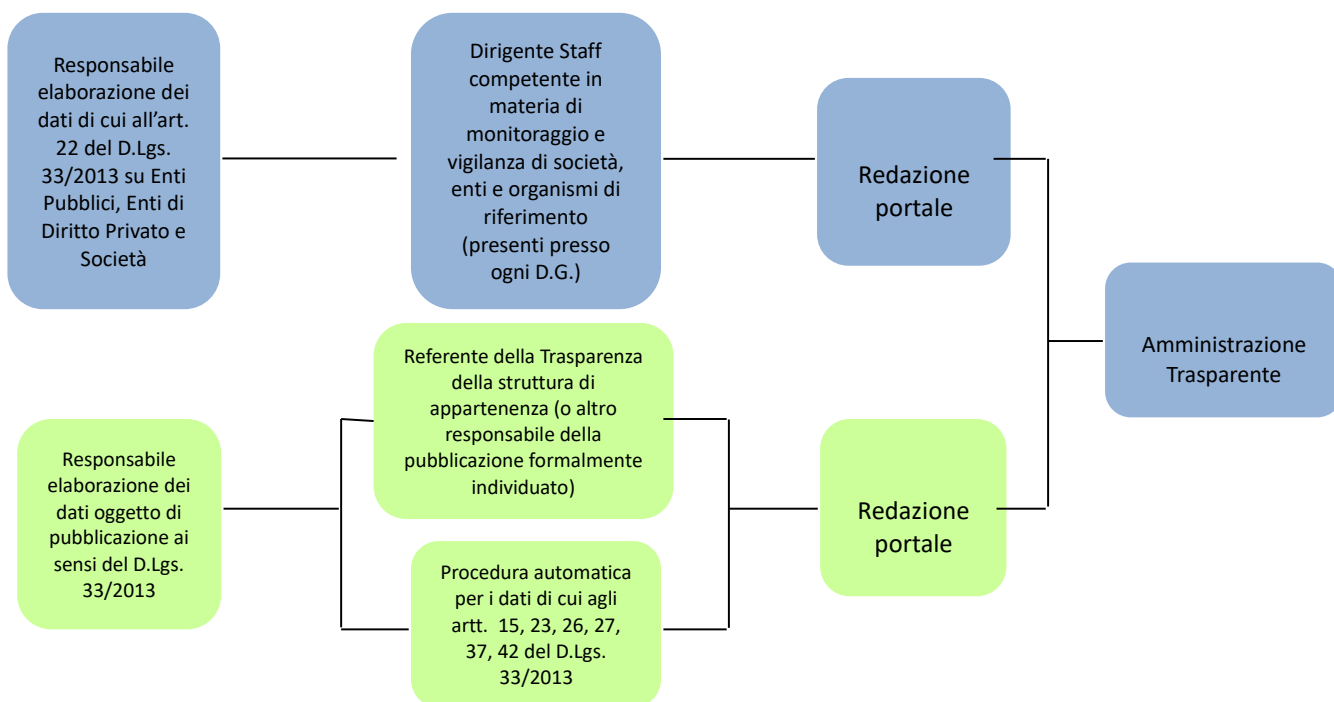 Responsabile
elaborazione dei
dati di cui all’art.
22 del D.Lgs.
33/2013 su Enti
Pubblici, Enti di
Diritto Privato e
Società
Dirigente Staff
competente in
materia di
monitoraggio e
vigilanza di società,
enti e organismi di
riferimento
(presenti presso
ogni D.G.)
Redazione
portale
Amministrazione
Trasparente
Responsabile
elaborazione dei
dati oggetto di
pubblicazione ai
sensi del D.Lgs.
33/2013
Referente della Trasparenza
della struttura di
appartenenza (o altro
responsabile della
pubblicazione formalmente
individuato)
Procedura automatica
per i dati di cui agli
artt. 15, 23, 26, 27,
37, 42 del D.Lgs.
33/2013
Redazione
portale